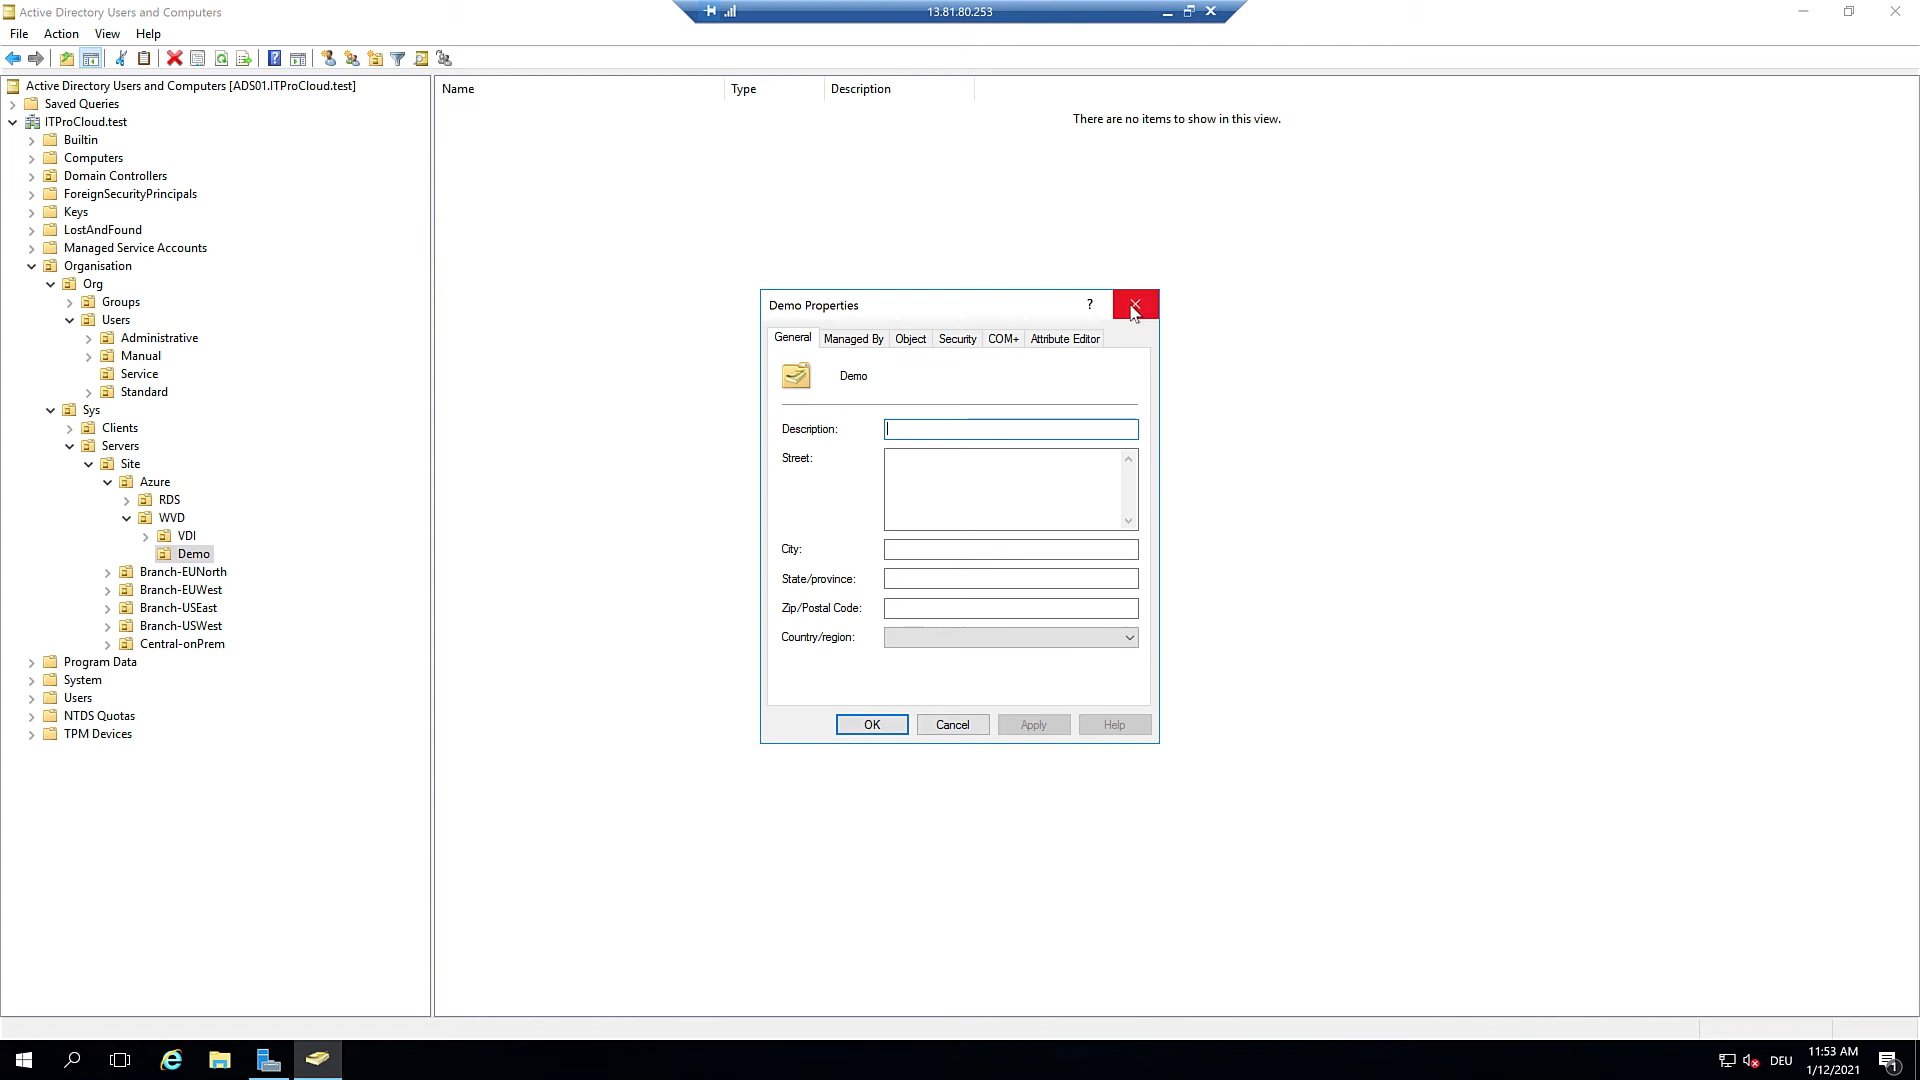 Active Directory Users and Computers
13.81.80.253
File Action View Help
Active Directory Users and Computers [ADS01.ITProCloud.test]
Saved Queries
ITProCloud.test
Builtin
Computers
Domain Controllers
ForeignSecurityPrincipals
Keys
LostAndFound
Managed Service Accounts
Organisation
Org
Groups
Users
Administrative
Manual
Service
Standard
Sys
Clients
Servers
Site
Azure
RDS
WVD
VDI
Demo
Branch-EUNorth
Branch-EUWest
Branch-USEast
Branch-USWest
Central-onPrem
Program Data
System
Users
NTDS Quotas
TPM Devices
Name Type Description
There are no items to show in this view.
Demo Properties ?
General Managed By Object Security COM+ Attribute Editor
Demo
Description:
Street:
City:
State/province:
Zip/Postal Code:
Country/region:
OK Cancel Apply Help
DEU
11:53 AM
1/12/2021
1